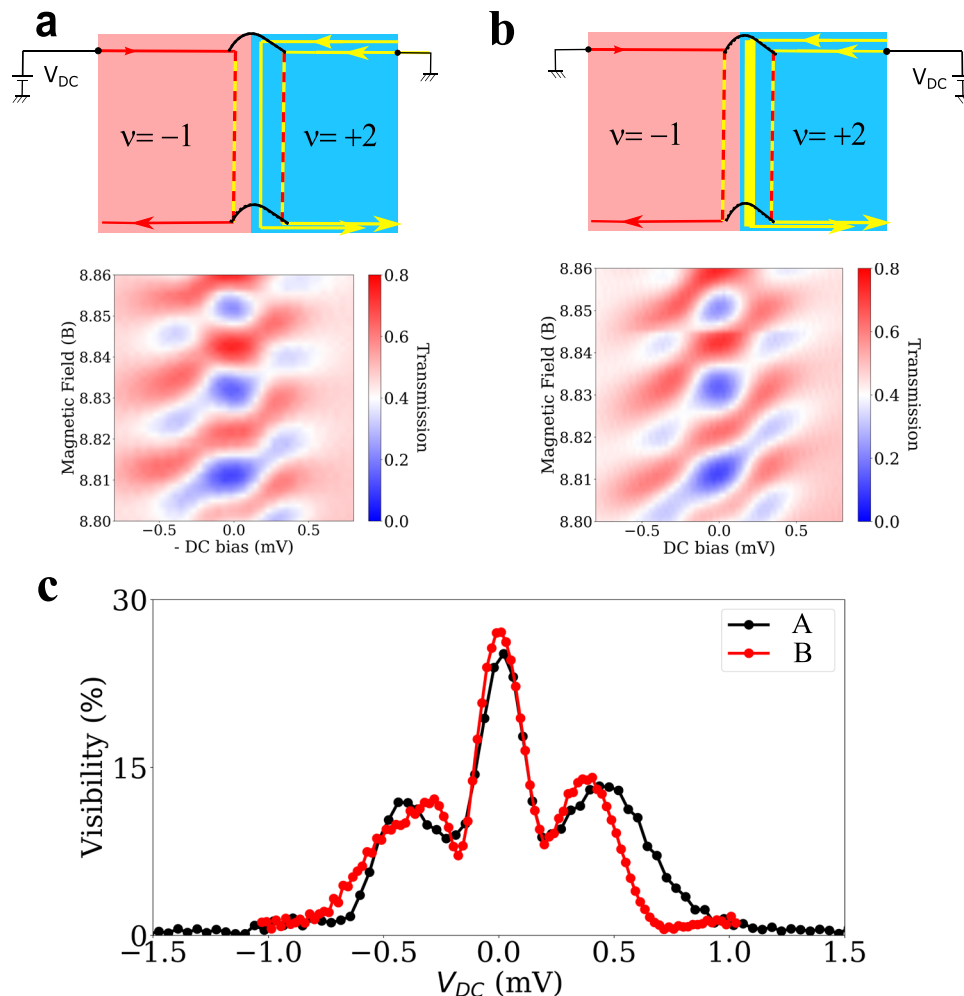 a
b
V_DC
V_DC
ν= −1
ν= +2
ν= −1
ν= +2
8.86
8.85
8.84
8.83
8.82
8.81
8.80
Magnetic Field (B)
−0.5
0.0
0.5
- DC bias (mV)
0.8
0.6
0.4
0.2
0.0
Transmission
8.86
8.85
8.84
8.83
8.82
8.81
8.80
Magnetic Field (B)
−0.5
0.0
0.5
DC bias (mV)
0.8
0.6
0.4
0.2
0.0
Transmission
c
30
15
0
Visibility (%)
A
B
−1.5
−1.0
−0.5
0.0
0.5
1.0
1.5
V_DC (mV)